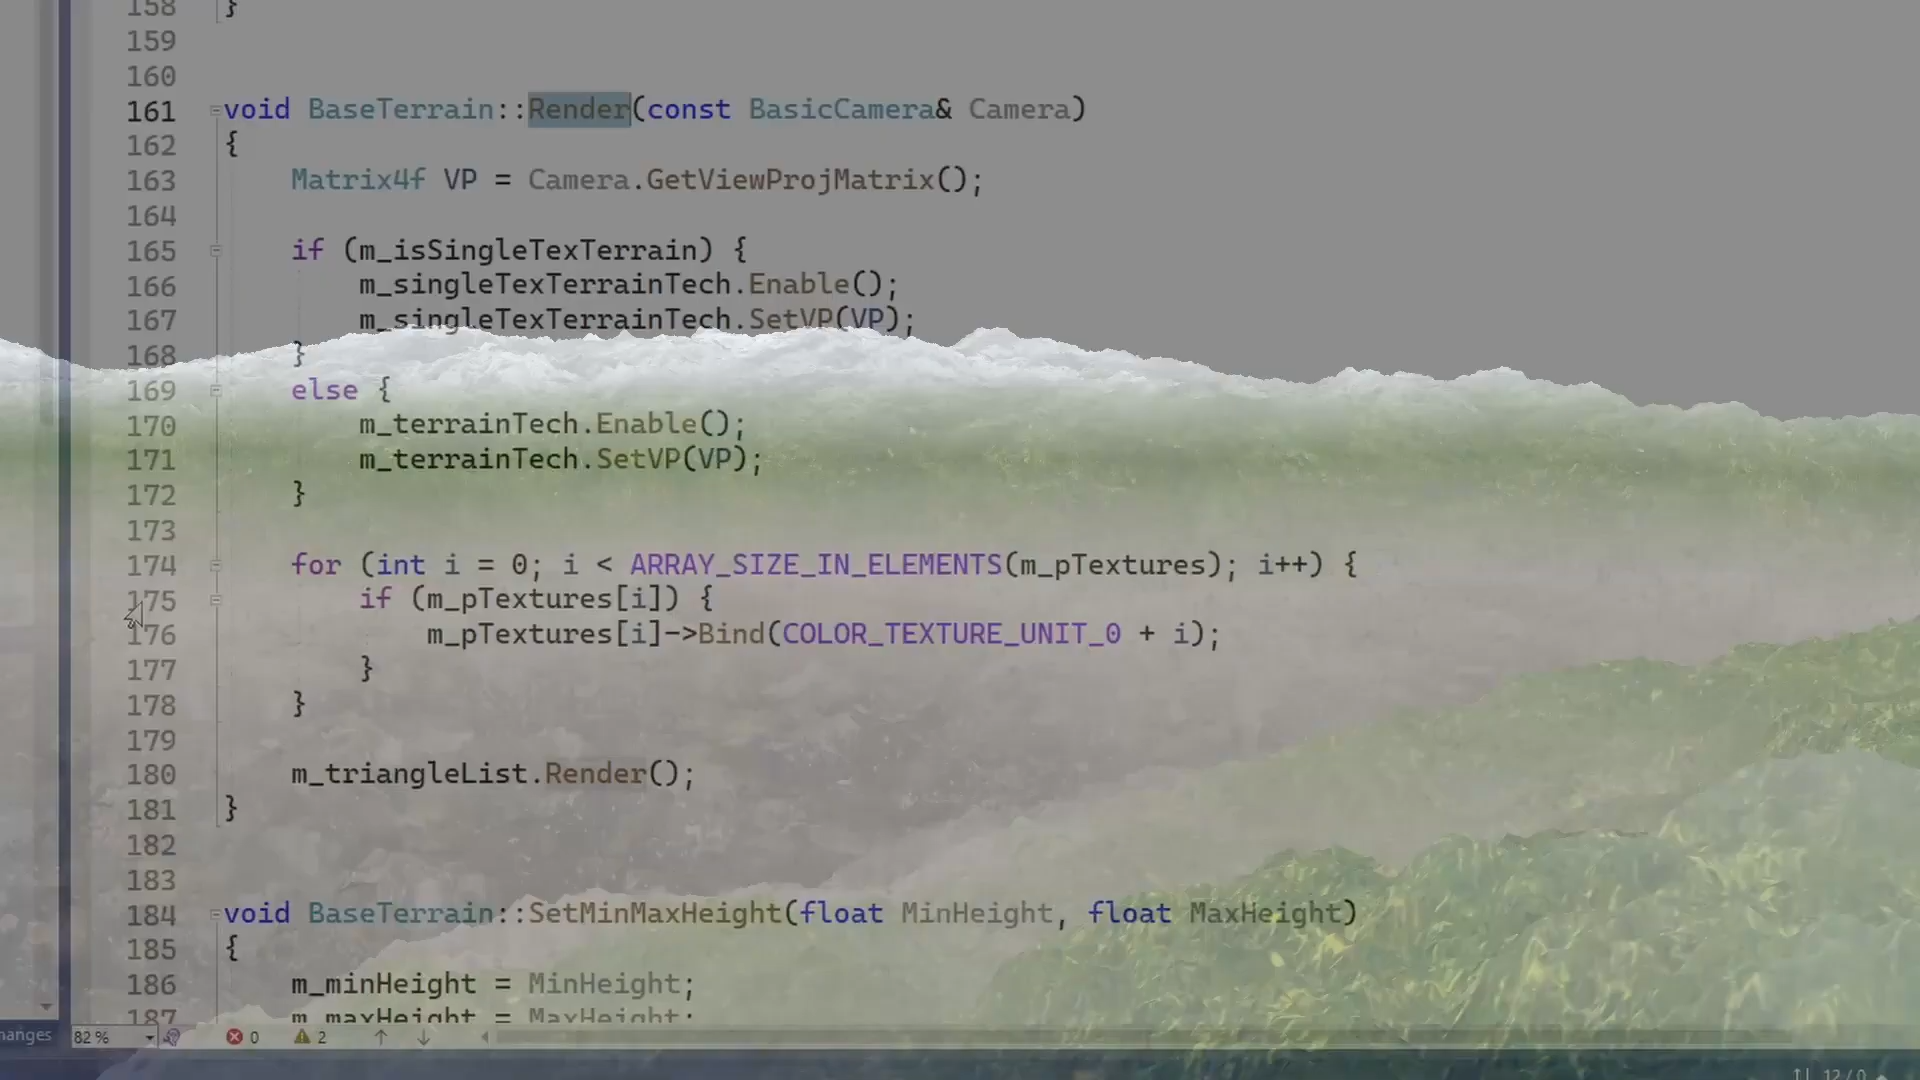 158 }
159
160
161 void BaseTerrain::Render(const BasicCamera& Camera)
162 {
163 Matrix4f VP = Camera.GetViewProjMatrix();
164
165 if (m_isSingleTexTerrain) {
166 m_singleTexTerrainTech.Enable();
167 m_singleTexTerrainTech.SetVP(VP);
168 }
169 else {
170 m_terrainTech.Enable();
171 m_terrainTech.SetVP(VP);
172 }
173
174 for (int i = 0; i < ARRAY_SIZE_IN_ELEMENTS(m_pTextures); i++) {
175 if (m_pTextures[i]) {
176 m_pTextures[i]->Bind(COLOR_TEXTURE_UNIT_0 + i);
177 }
178 }
179
180 m_triangleList.Render();
181 }
182
183
184 void BaseTerrain::SetMinMaxHeight(float MinHeight, float MaxHeight)
185 {
186 m_minHeight = MinHeight;
187 m_maxHeight = MaxHeight;
hanges 82 % 0 2
12 / 0